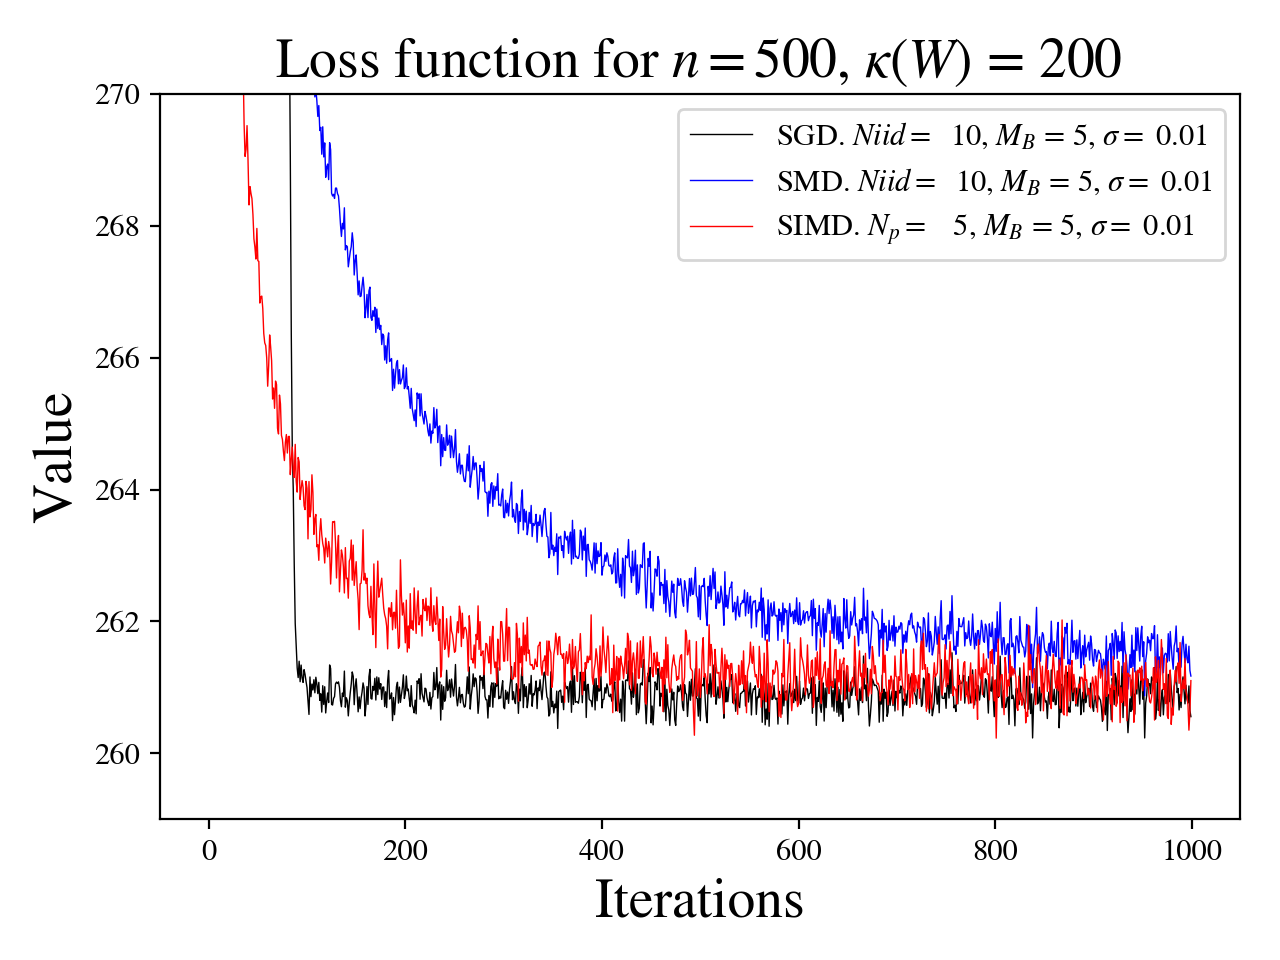 Loss function for n = 500, κ(W) = 200
270
SGD. Niid = 10, M_B = 5, σ = 0.01
SMD. Niid = 10, M_B = 5, σ = 0.01
SIMD. N_p = 5, M_B = 5, σ = 0.01
268
266
264
262
260
Value
0 200 400 600 800 1000
Iterations